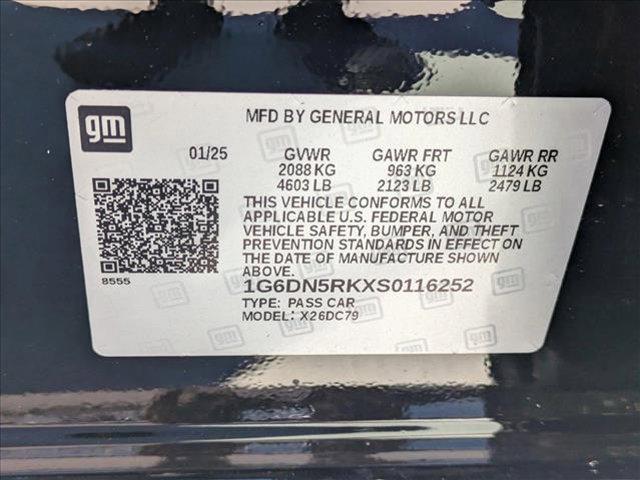 gm
MFD BY GENERAL MOTORS LLC
01/25 GVWR GAWR FRT GAWR RR
2088 KG 963 KG 1124 KG
4603 LB 2123 LB 2479 LB
THIS VEHICLE CONFORMS TO ALL
APPLICABLE U.S. FEDERAL MOTOR
VEHICLE SAFETY, BUMPER, AND THEFT
PREVENTION STANDARDS IN EFFECT ON
THE DATE OF MANUFACTURE SHOWN
ABOVE.
8555
1G6DN5RKXS0116252
TYPE: PASS CAR
MODEL: X26DC79